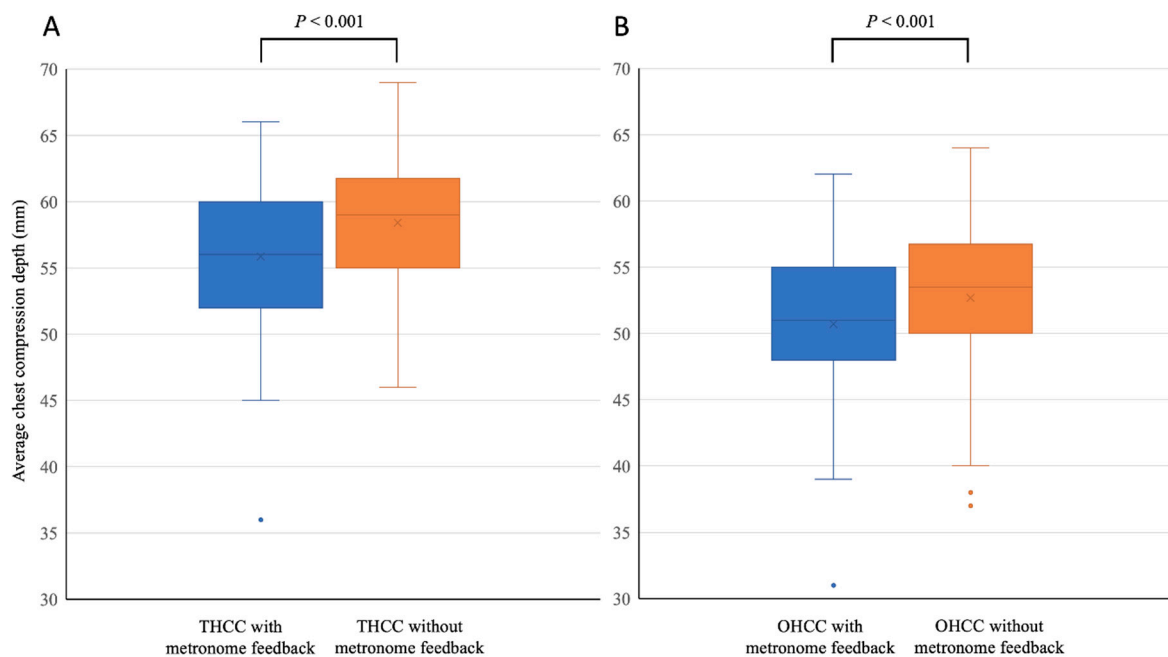 A
P < 0.001
B
P < 0.001
Average chest compression depth (mm)
70
65
60
55
50
45
40
35
30
70
65
60
55
50
45
40
35
30
THCC with
metronome feedback
THCC without
metronome feedback
OHCC with
metronome feedback
OHCC without
metronome feedback